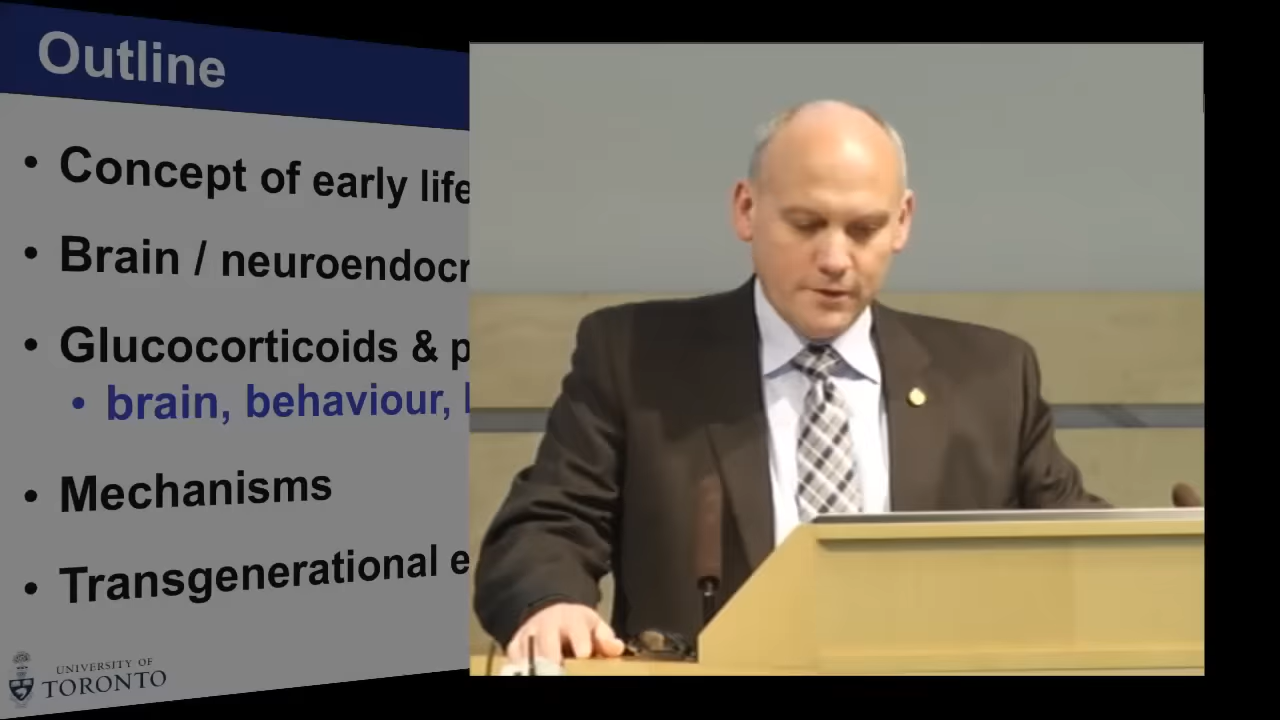 Outline
• Concept of early life
• Brain / neuroendocr
• Glucocorticoids & p
• brain, behaviour,
• Mechanisms
• Transgenerational e
UNIVERSITY OF
TORONTO